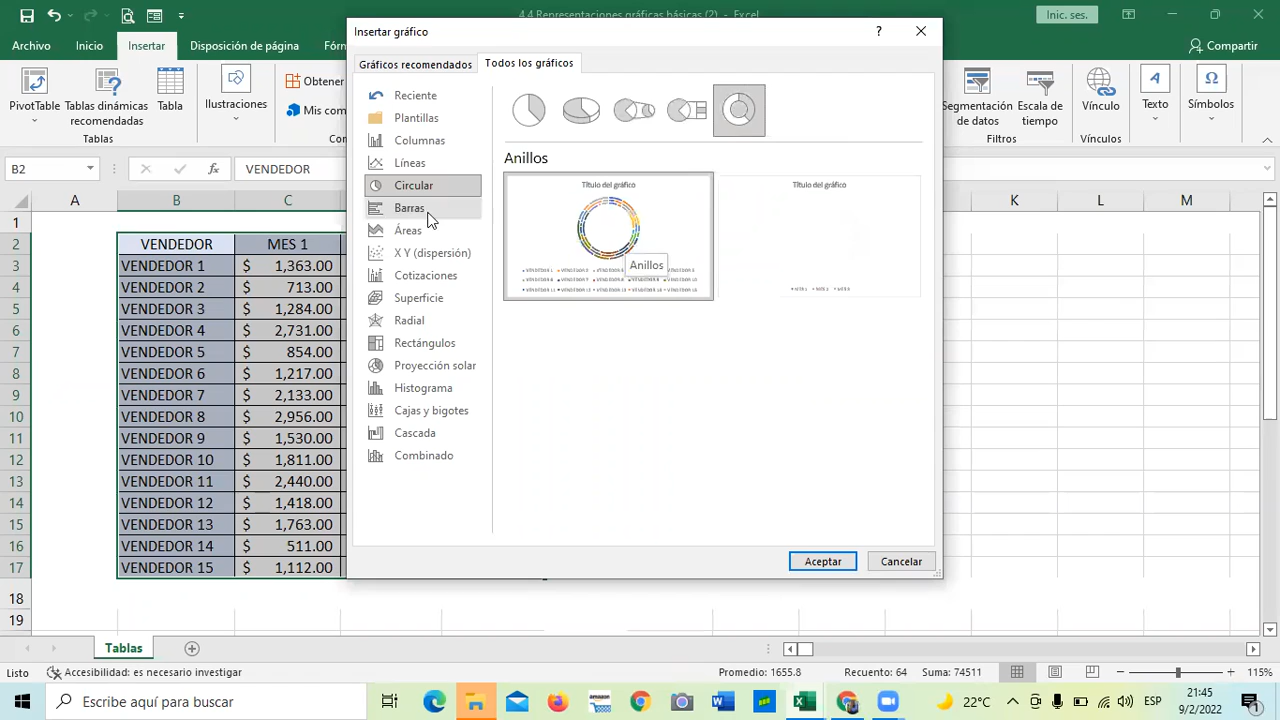 4.4 Representaciones gráficas básicas (2) - Excel
Inic. ses.
Insertar gráfico
?
Archivo
Inicio
Insertar
Disposición de página
Compartir
Gráficos recomendados
Todos los gráficos
PivotTable
Tablas dinámicas
recomendadas
Tabla
Ilustraciones
Obtener
Mis com
Tablas
Segmentación
de datos
Escala de
tiempo
Vínculo
Texto
Símbolos
Filtros
Vínculos
Reciente
Plantillas
Columnas
Líneas
Circular
Barras
Áreas
X Y (dispersión)
Cotizaciones
Superficie
Radial
Rectángulos
Proyección solar
Histograma
Cajas y bigotes
Cascada
Combinado
Anillos
Título del gráfico
Título del gráfico
Anillos
Aceptar
Cancelar
B2
VENDEDOR
A
B
C
K
L
M
1
2
VENDEDOR
MES 1
VENDEDOR 2
$ 713.00
5
VENDEDOR 3
$ 1,284.00
6
VENDEDOR 4
$ 2,731.00
7
VENDEDOR 5
$ 854.00
8
VENDEDOR 6
$ 1,217.00
9
VENDEDOR 7
$ 2,133.00
10
VENDEDOR 8
$ 2,956.00
11
VENDEDOR 9
$ 1,530.00
12
VENDEDOR 10
$ 1,811.00
13
VENDEDOR 11
$ 2,440.00
14
VENDEDOR 12
$ 1,418.00
15
VENDEDOR 13
$ 1,763.00
16
VENDEDOR 14
$ 511.00
17
VENDEDOR 15
$ 1,112.00
18
19
Tablas
Listo
Accesibilidad: es necesario investigar
Promedio: 1655.8
Recuento: 64
Suma: 74511
115%
Escribe aquí para buscar
amazon
22°C
ESP
21:45
9/2/2022